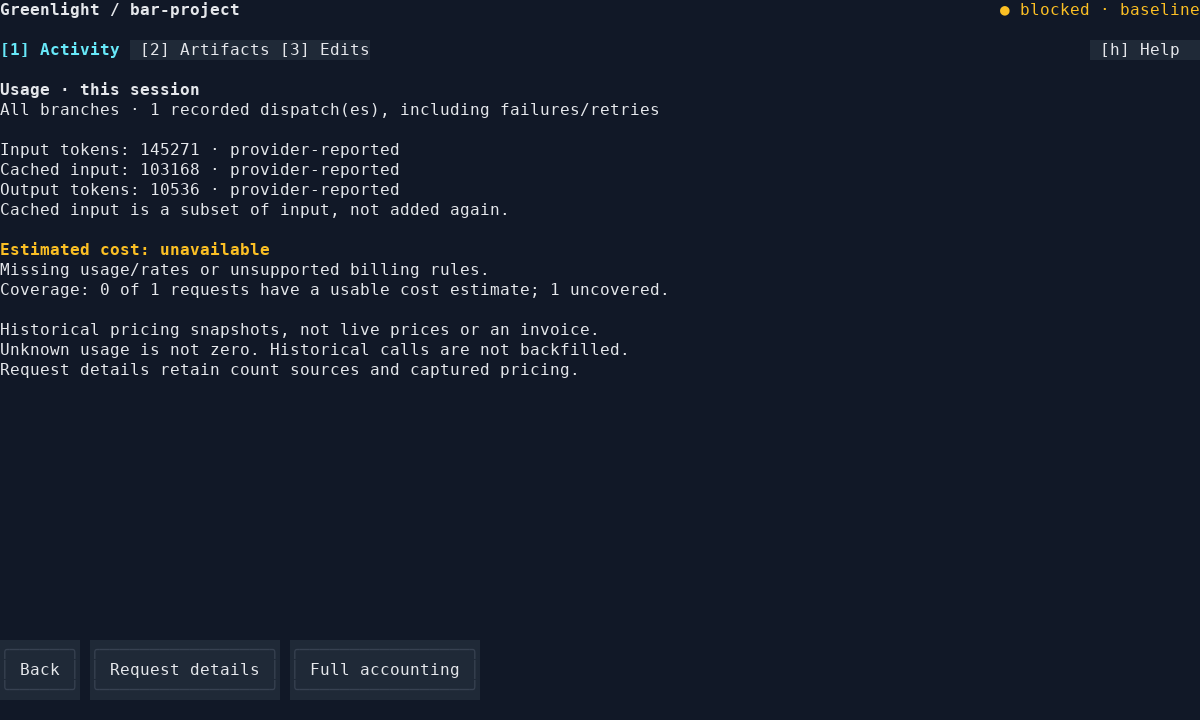 Greenlight / bar-project ● blocked · baseline
[1] Activity [2] Artifacts [3] Edits [h] Help
Usage · this session
All branches · 1 recorded dispatch(es), including failures/retries
Input tokens: 145271 · provider-reported
Cached input: 103168 · provider-reported
Output tokens: 10536 · provider-reported
Cached input is a subset of input, not added again.
Estimated cost: unavailable
Missing usage/rates or unsupported billing rules.
Coverage: 0 of 1 requests have a usable cost estimate; 1 uncovered.
Historical pricing snapshots, not live prices or an invoice.
Unknown usage is not zero. Historical calls are not backfilled.
Request details retain count sources and captured pricing.
Back Request details Full accounting